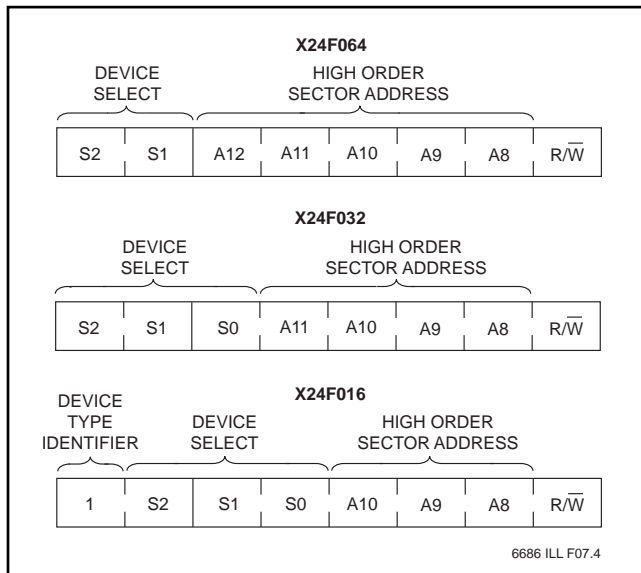 X24F064
DEVICE SELECT
HIGH ORDER SECTOR ADDRESS
S2 S1 A12 A11 A10 A9 A8 R/W̅
X24F032
DEVICE SELECT
HIGH ORDER SECTOR ADDRESS
S2 S1 S0 A11 A10 A9 A8 R/W̅
X24F016
DEVICE TYPE IDENTIFIER
DEVICE SELECT
HIGH ORDER SECTOR ADDRESS
1 S2 S1 S0 A10 A9 A8 R/W̅
6686 ILL F07.4